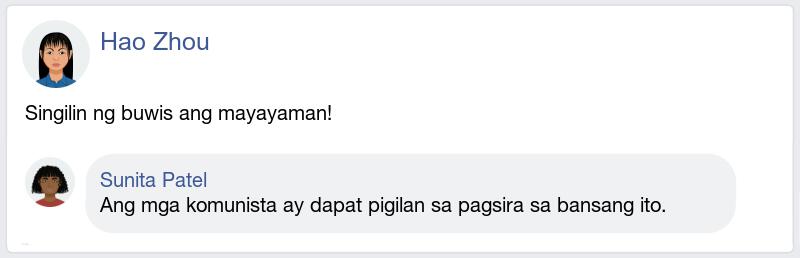 Hao Zhou
Singilin ng buwis ang mayayaman!
Sunita Patel
Ang mga komunista ay dapat pigilan sa pagsira sa bansang ito.